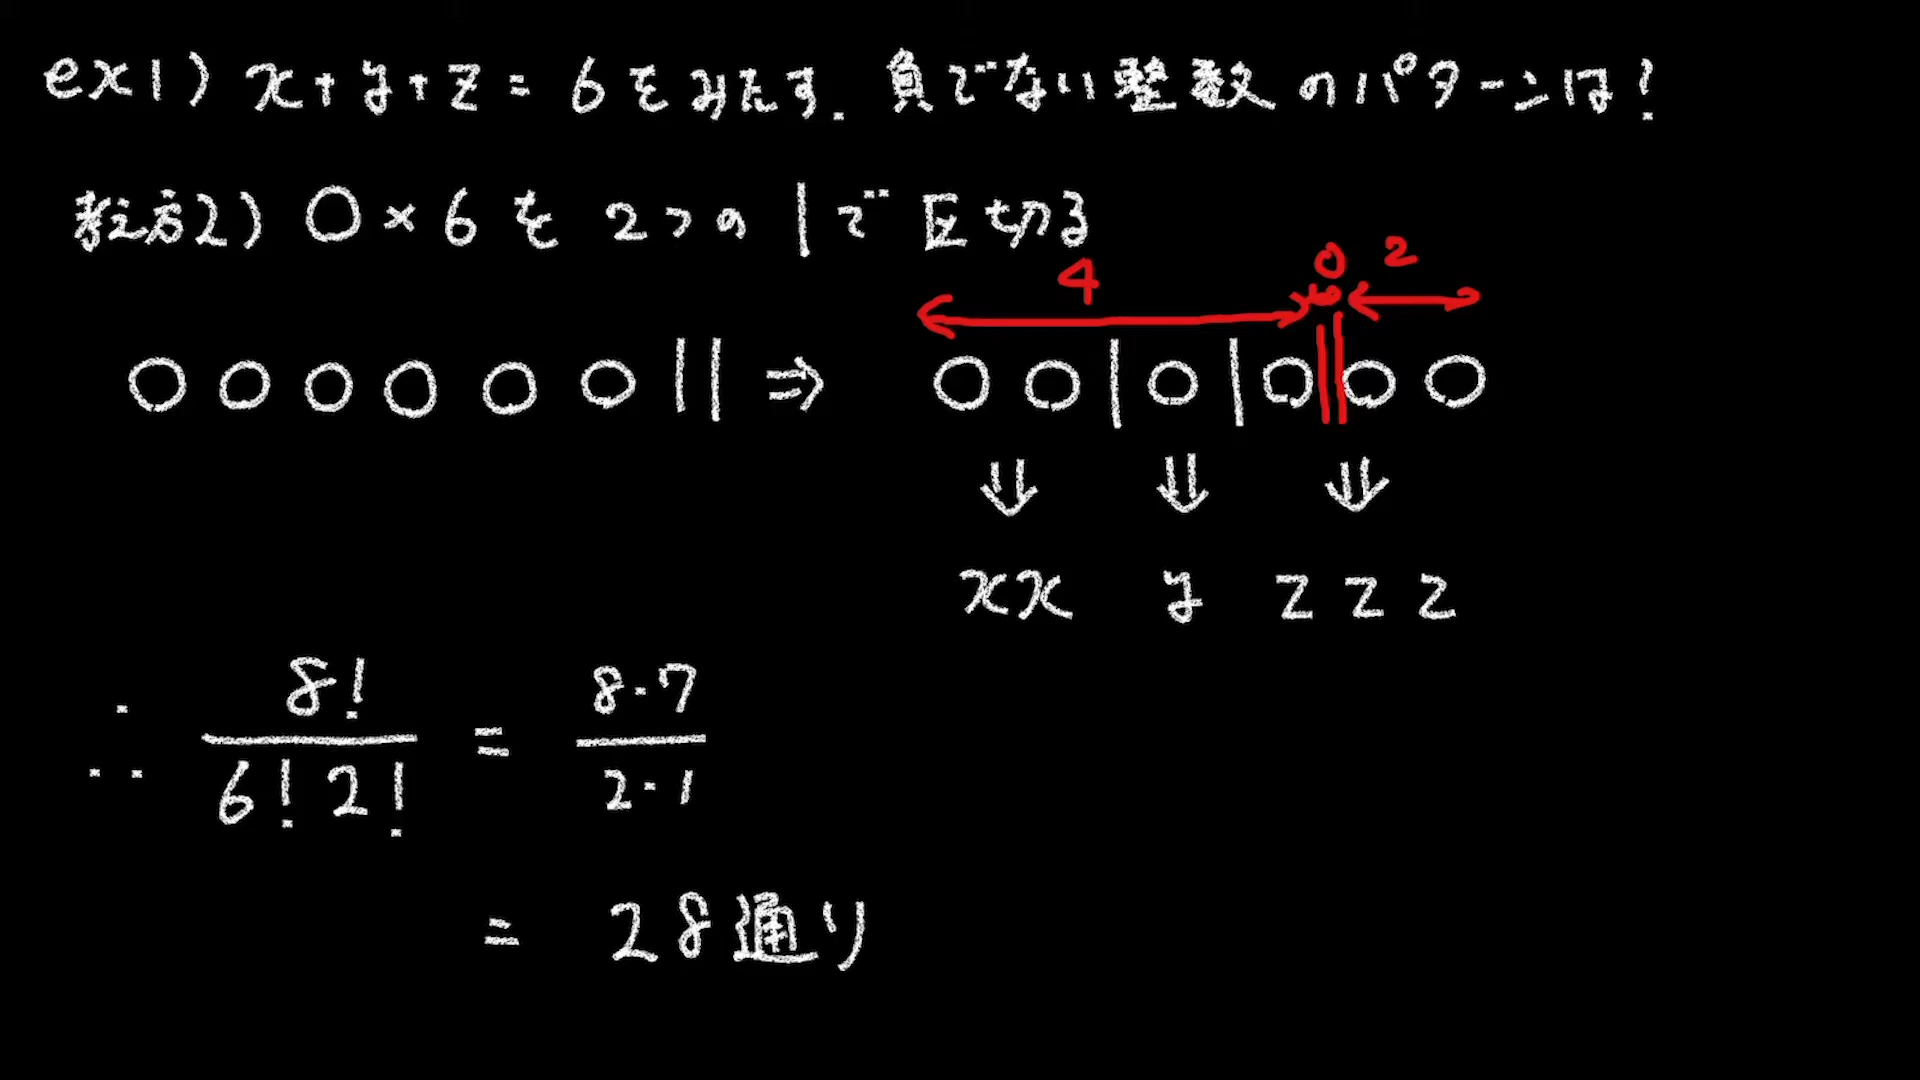 ex1) x+y+z=6をみたす.負でない整数のパターンは!
数え方2) ○×6を2つの|で区切る
4 0 2
○○○○○○|| ⇒ ○○|○|○||○○
⇓ ⇓ ⇓
xx y zzz
∴ 8!/6!2! = 8・7/2・1
= 28通り